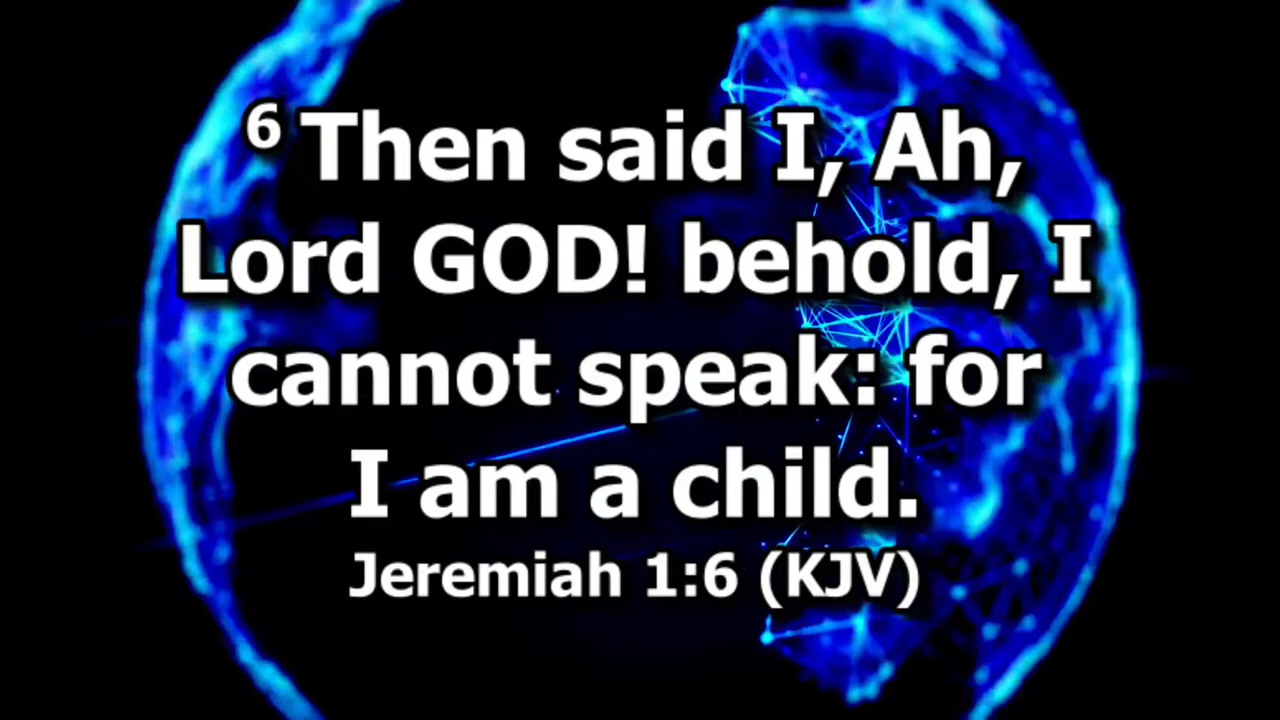 6 Then said I, Ah,
Lord GOD! behold, I
cannot speak: for
I am a child.
Jeremiah 1:6 (KJV)